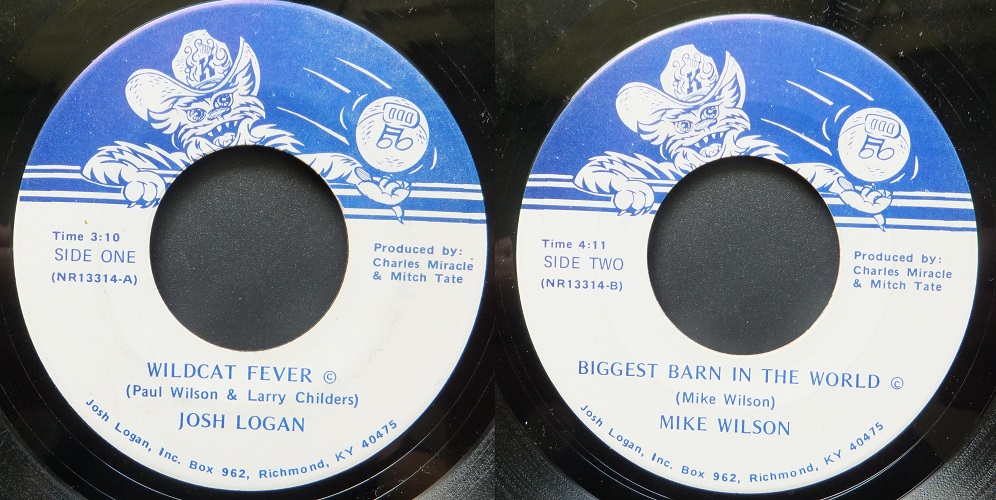 K
56
Time 3:10
SIDE ONE
(NR13314-A)
Produced by:
Charles Miracle
& Mitch Tate
WILDCAT FEVER ©
(Paul Wilson & Larry Childers)
JOSH LOGAN
Josh Logan, Inc. Box 962, Richmond, KY 40475
K
56
Time 4:11
SIDE TWO
(NR13314-B)
Produced by:
Charles Miracle
& Mitch Tate
BIGGEST BARN IN THE WORLD ©
(Mike Wilson)
MIKE WILSON
Josh Logan, Inc. Box 962, Richmond, KY 40475